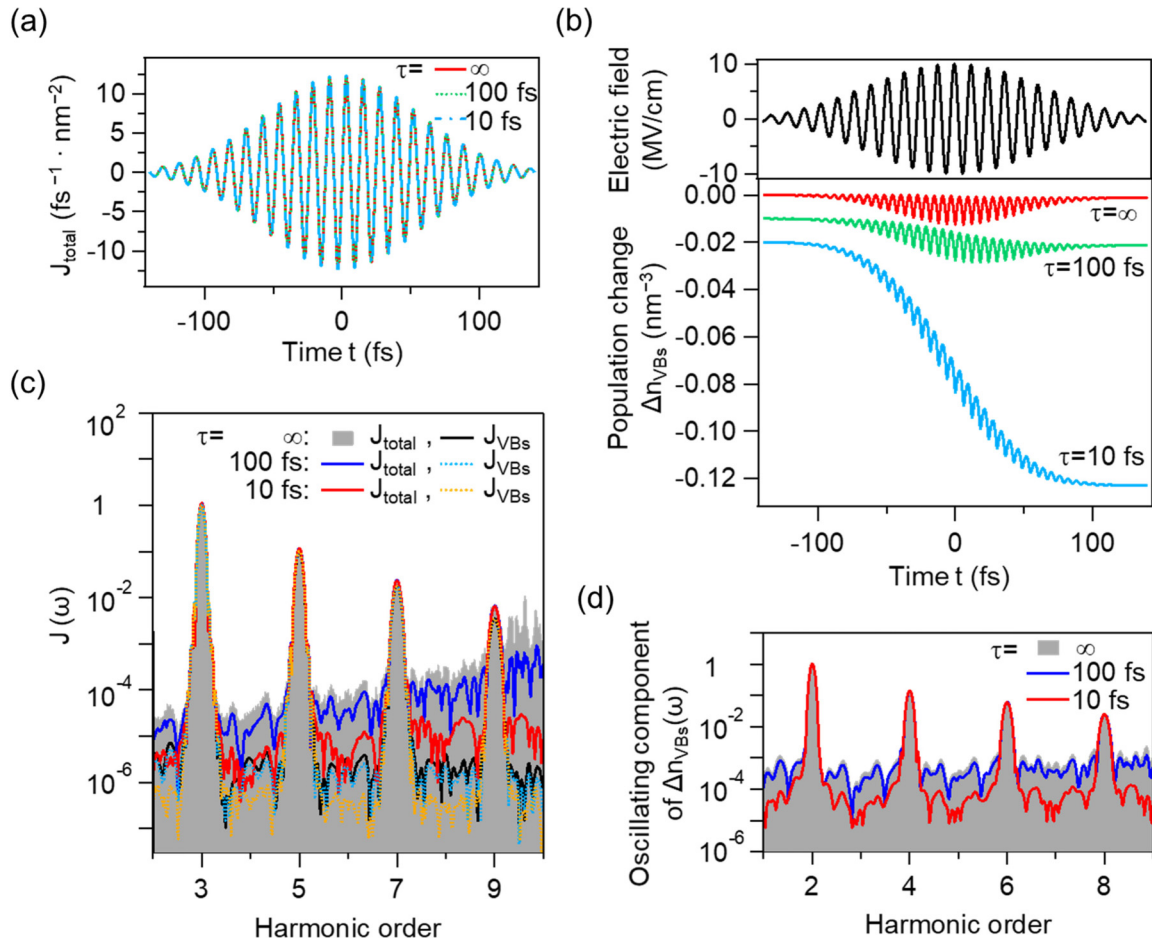 (a)
J_total (fs⁻¹ · nm⁻²)
10
5
0
-5
-10
τ= ∞
100 fs
10 fs
-100 0 100
Time t (fs)
(b)
Electric field
(MV/cm)
10
0
-10
Population change
Δn_VBs (nm⁻³)
0.00
-0.02
-0.04
-0.06
-0.08
-0.10
-0.12
τ=∞
τ=100 fs
τ=10 fs
-100 0 100
Time t (fs)
(c)
J (ω)
10²
1
10⁻²
10⁻⁴
10⁻⁶
τ= ∞: J_total , J_VBs
100 fs: J_total , J_VBs
10 fs: J_total , J_VBs
3 5 7 9
Harmonic order
(d)
Oscillating component
of Δn_VBs(ω)
1
10⁻²
10⁻⁴
10⁻⁶
τ= ∞
100 fs
10 fs
2 4 6 8
Harmonic order